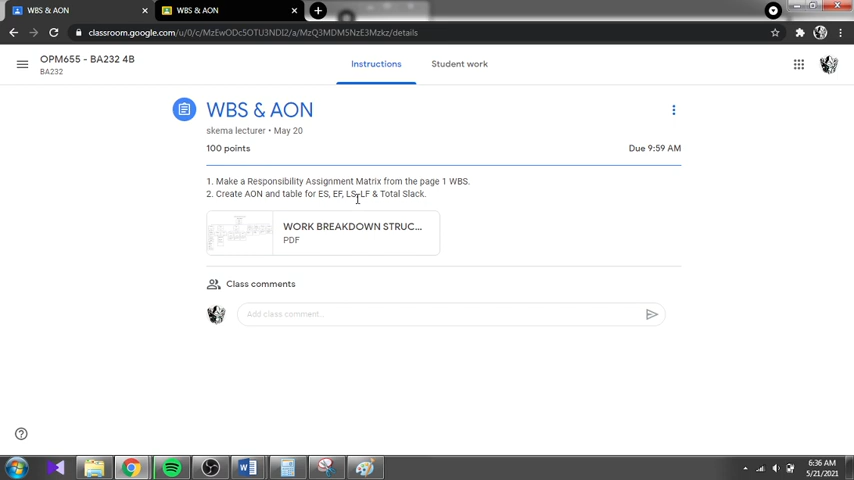 WBS & AON
WBS & AON
classroom.google.com/u/0/c/MzEwODc5OTU3NDI2/a/MzQ3MDM5NzE3Mzkz/details
OPM655 - BA232 4B
BA232
Instructions
Student work
WBS & AON
skema lecturer • May 20
100 points
Due 9:59 AM
1. Make a Responsibility Assignment Matrix from the page 1 WBS.
2. Create AON and table for ES, EF, LS, LF & Total Slack.
WORK BREAKDOWN STRUC...
PDF
Class comments
Add class comment...
6:36 AM
5/21/2021